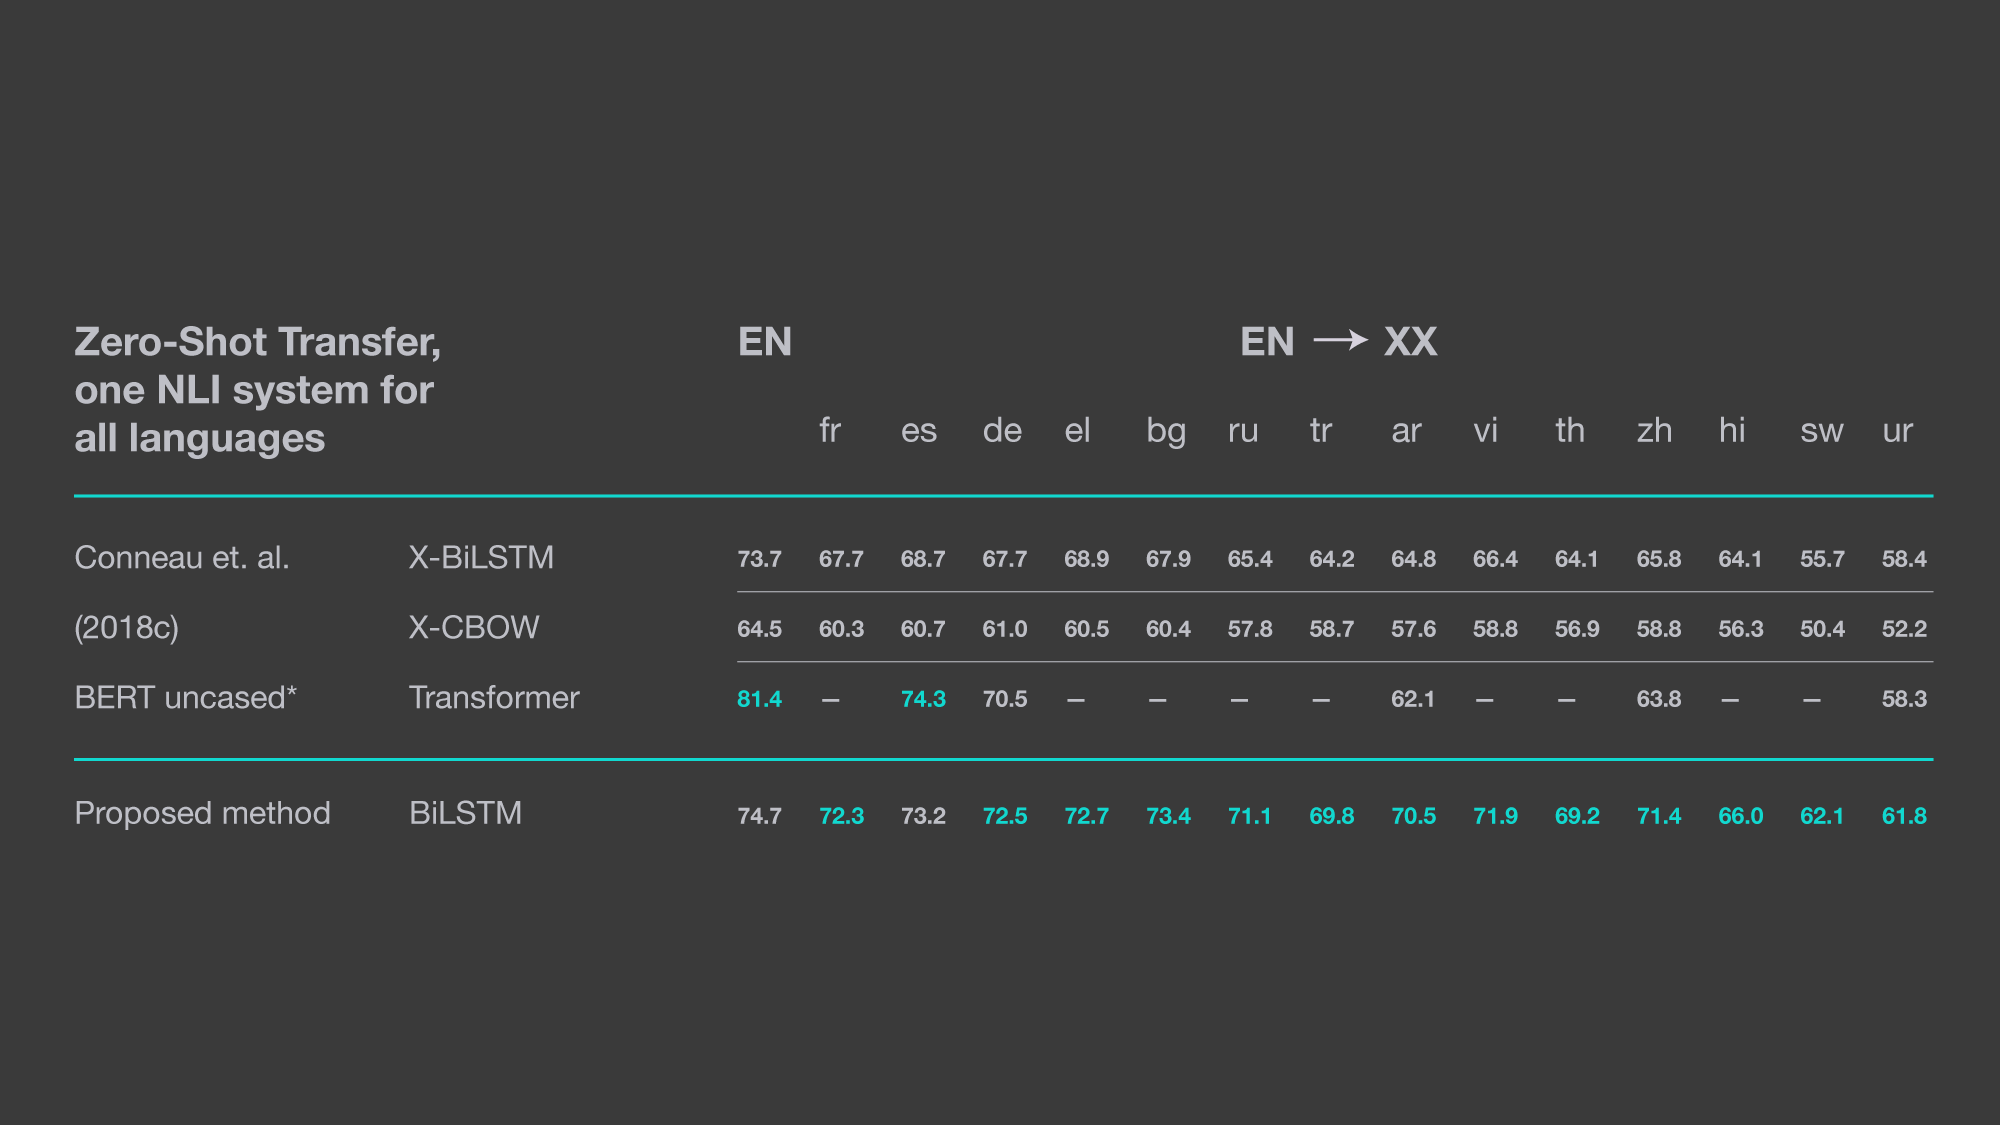 Zero-Shot Transfer,
one NLI system for
all languages
EN EN → XX
fr es de el bg ru tr ar vi th zh hi sw ur
Conneau et. al. X-BiLSTM 73.7 67.7 68.7 67.7 68.9 67.9 65.4 64.2 64.8 66.4 64.1 65.8 64.1 55.7 58.4
(2018c) X-CBOW 64.5 60.3 60.7 61.0 60.5 60.4 57.8 58.7 57.6 58.8 56.9 58.8 56.3 50.4 52.2
BERT uncased* Transformer 81.4 – 74.3 70.5 – – – – 62.1 – – 63.8 – – 58.3
Proposed method BiLSTM 74.7 72.3 73.2 72.5 72.7 73.4 71.1 69.8 70.5 71.9 69.2 71.4 66.0 62.1 61.8